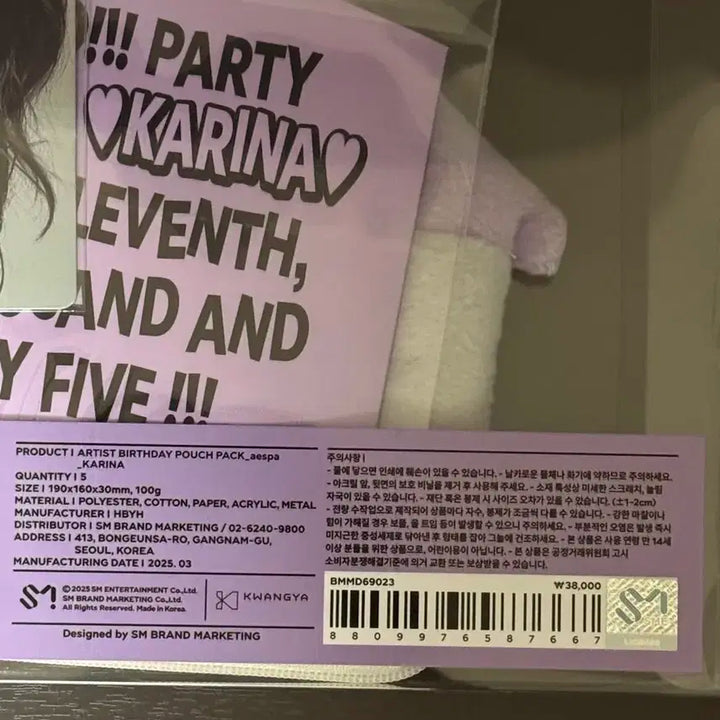 !!! PARTY
♡KARINA♡
LEVENTH,
AND AND
Y FIVE !!!
PRODUCT | ARTIST BIRTHDAY POUCH PACK_aespa
_KARINA
QUANTITY | 5
SIZE | 190x160x30mm, 100g
MATERIAL | POLYESTER, COTTON, PAPER, ACRYLIC, METAL
MANUFACTURER | HBYH
DISTRIBUTOR | SM BRAND MARKETING / 02-6240-9800
ADDRESS | 413, BONGEUNSA-RO, GANGNAM-GU,
SEOUL, KOREA
MANUFACTURING DATE | 2025. 03
SM
ⓒ 2025 SM ENTERTAINMENT Co.,Ltd.
SM BRAND MARKETING Co.,Ltd.
All Rights Reserved. Made in Korea.
KWANGYA
Designed by SM BRAND MARKETING
주의사항 |
- 물에 닿으면 인쇄에 훼손이 있을 수 있습니다. - 날카로운 물체나 화기에 약하므로 주의하세요.
- 아크릴 앞, 뒷면의 보호 비닐을 제거 후 사용해 주세요. - 소재 특성상 미세한 스크래치, 눌림
자국이 있을 수 있습니다. - 재단 혹은 봉제 시 사이즈 오차가 있을 수 있습니다. (±1~2cm)
- 전량 수작업으로 제작되어 상품마다 자수, 봉제가 조금씩 다를 수 있습니다. - 강한 마찰이나
힘이 가해질 경우 보풀, 올 트임 등이 발생할 수 있으니 주의하세요. - 부분적인 오염은 발생 즉시
미지근한 중성세제로 닦아낸 후 형태를 잡아 그늘에 건조하세요. - 본 상품은 사용 연령 만 14세
이상 분들을 위한 상품으로, 어린이용이 아닙니다. - 본 상품은 공정거래위원회 고시
소비자분쟁해결기준에 의거 교환 또는 보상받을 수 있습니다.
BMMD69023 ₩38,000
8809976587667
SM